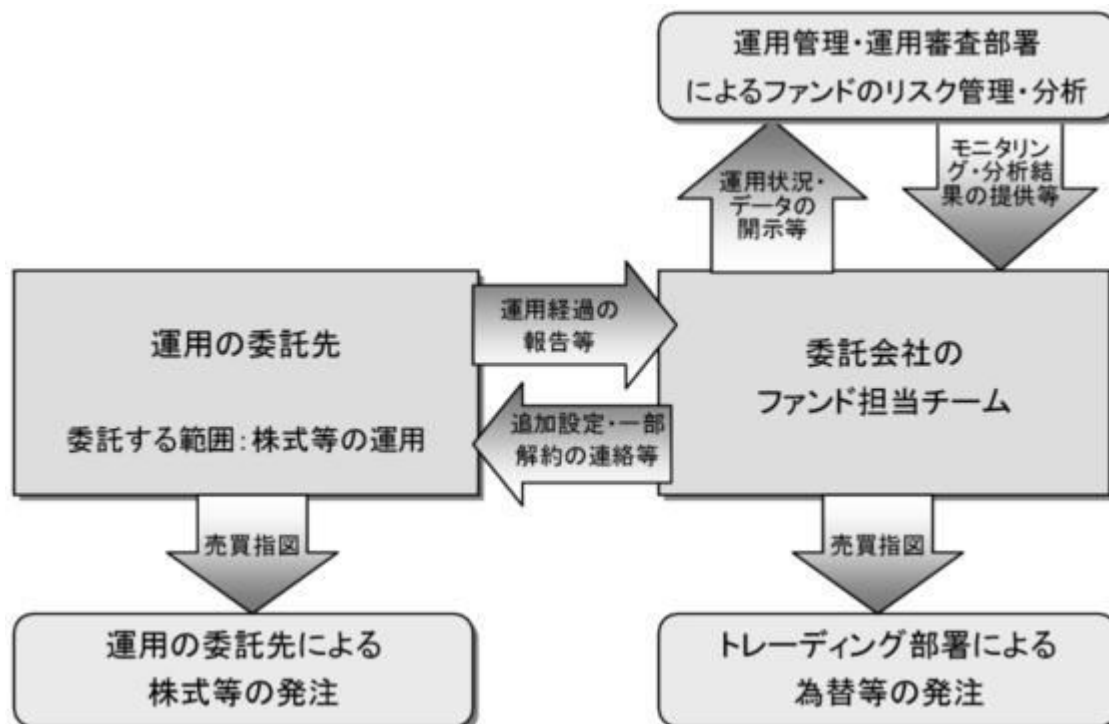 運用管理・運用審査部署
によるファンドのリスク管理・分析
運用状況・
データの
開示等
モニタリン
グ・分析結
果の提供等
運用の委託先
委託する範囲：株式等の運用
運用経過の
報告等
追加設定・一部
解約の連絡等
委託会社の
ファンド担当チーム
売買指図
売買指図
運用の委託先による
株式等の発注
トレーディング部署による
為替等の発注